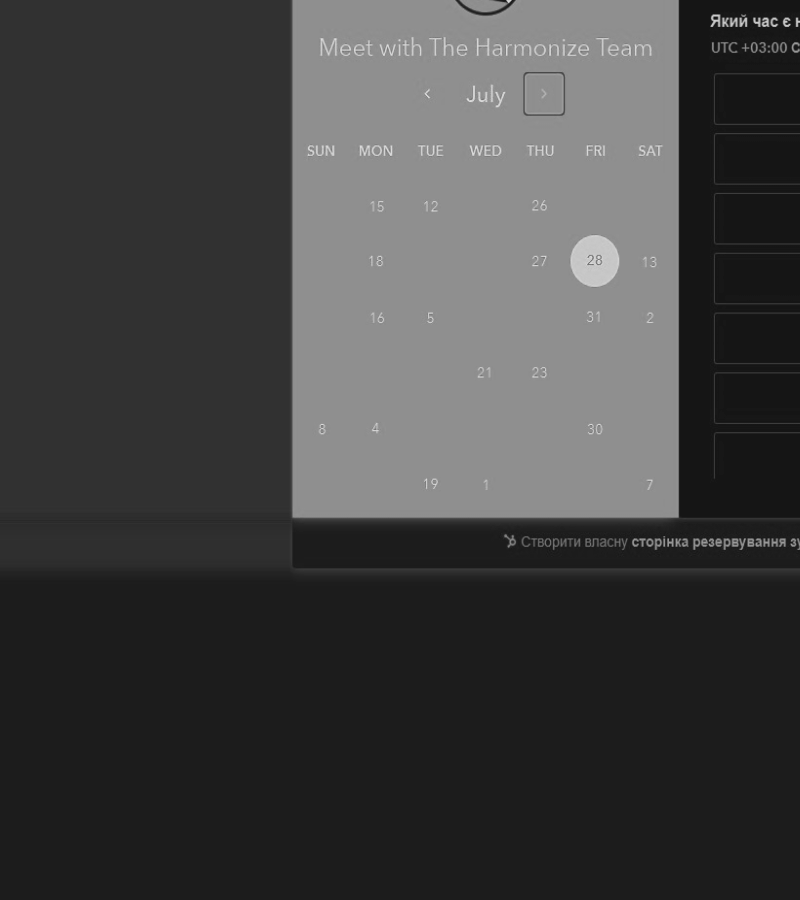 Який час є н
Meet with The Harmonize Team
UTC +03:00 С
July
SUN MON TUE WED THU FRI SAT
15 12 26
18 27 28 13
16 5 31 2
21 23
8 4 30
19 1 7
Створити власну сторінка резервування зу